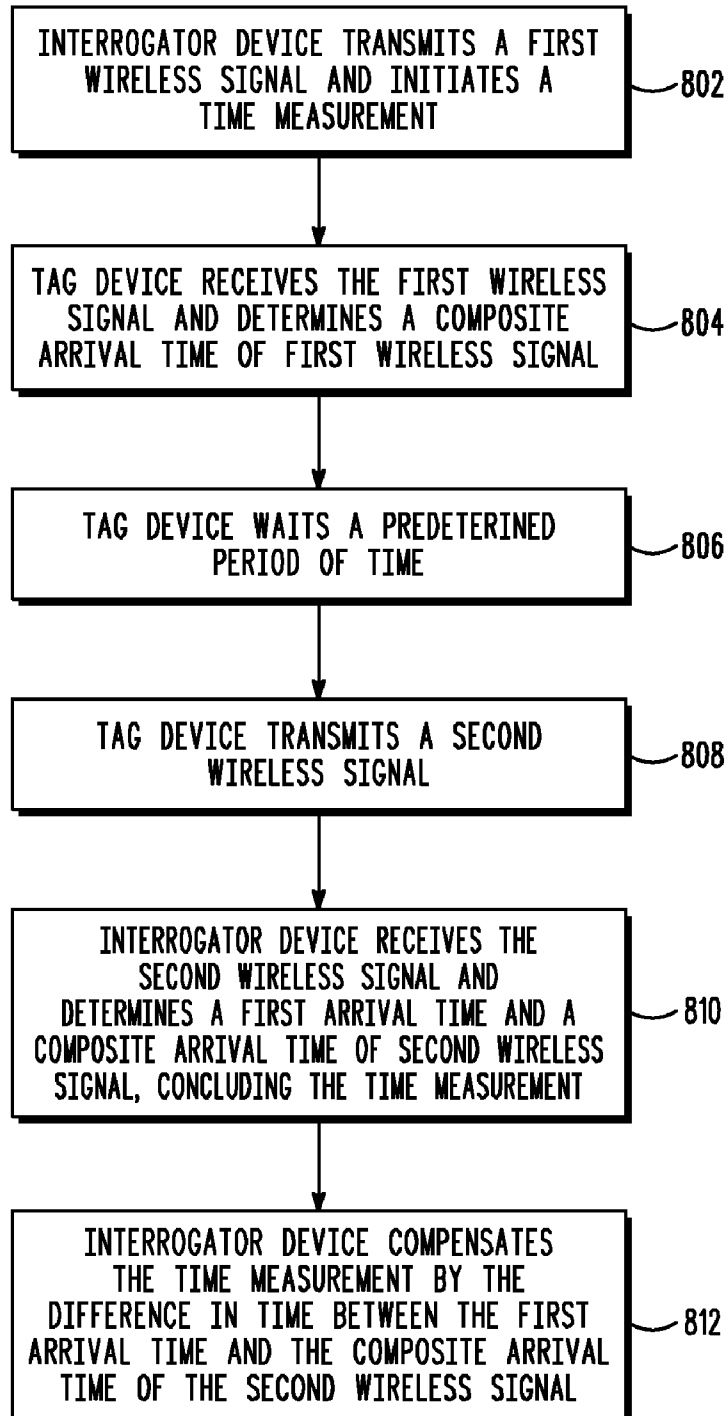 INTERROGATOR DEVICE TRANSMITS A FIRST
WIRELESS SIGNAL AND INITIATES A
TIME MEASUREMENT
802
TAG DEVICE RECEIVES THE FIRST WIRELESS
SIGNAL AND DETERMINES A COMPOSITE
ARRIVAL TIME OF FIRST WIRELESS SIGNAL
804
TAG DEVICE WAITS A PREDETERINED
PERIOD OF TIME
806
TAG DEVICE TRANSMITS A SECOND
WIRELESS SIGNAL
808
INTERROGATOR DEVICE RECEIVES THE
SECOND WIRELESS SIGNAL AND
DETERMINES A FIRST ARRIVAL TIME AND A
COMPOSITE ARRIVAL TIME OF SECOND WIRELESS
SIGNAL, CONCLUDING THE TIME MEASUREMENT
810
INTERROGATOR DEVICE COMPENSATES
THE TIME MEASUREMENT BY THE
DIFFERENCE IN TIME BETWEEN THE FIRST
ARRIVAL TIME AND THE COMPOSITE ARRIVAL
TIME OF THE SECOND WIRELESS SIGNAL
812